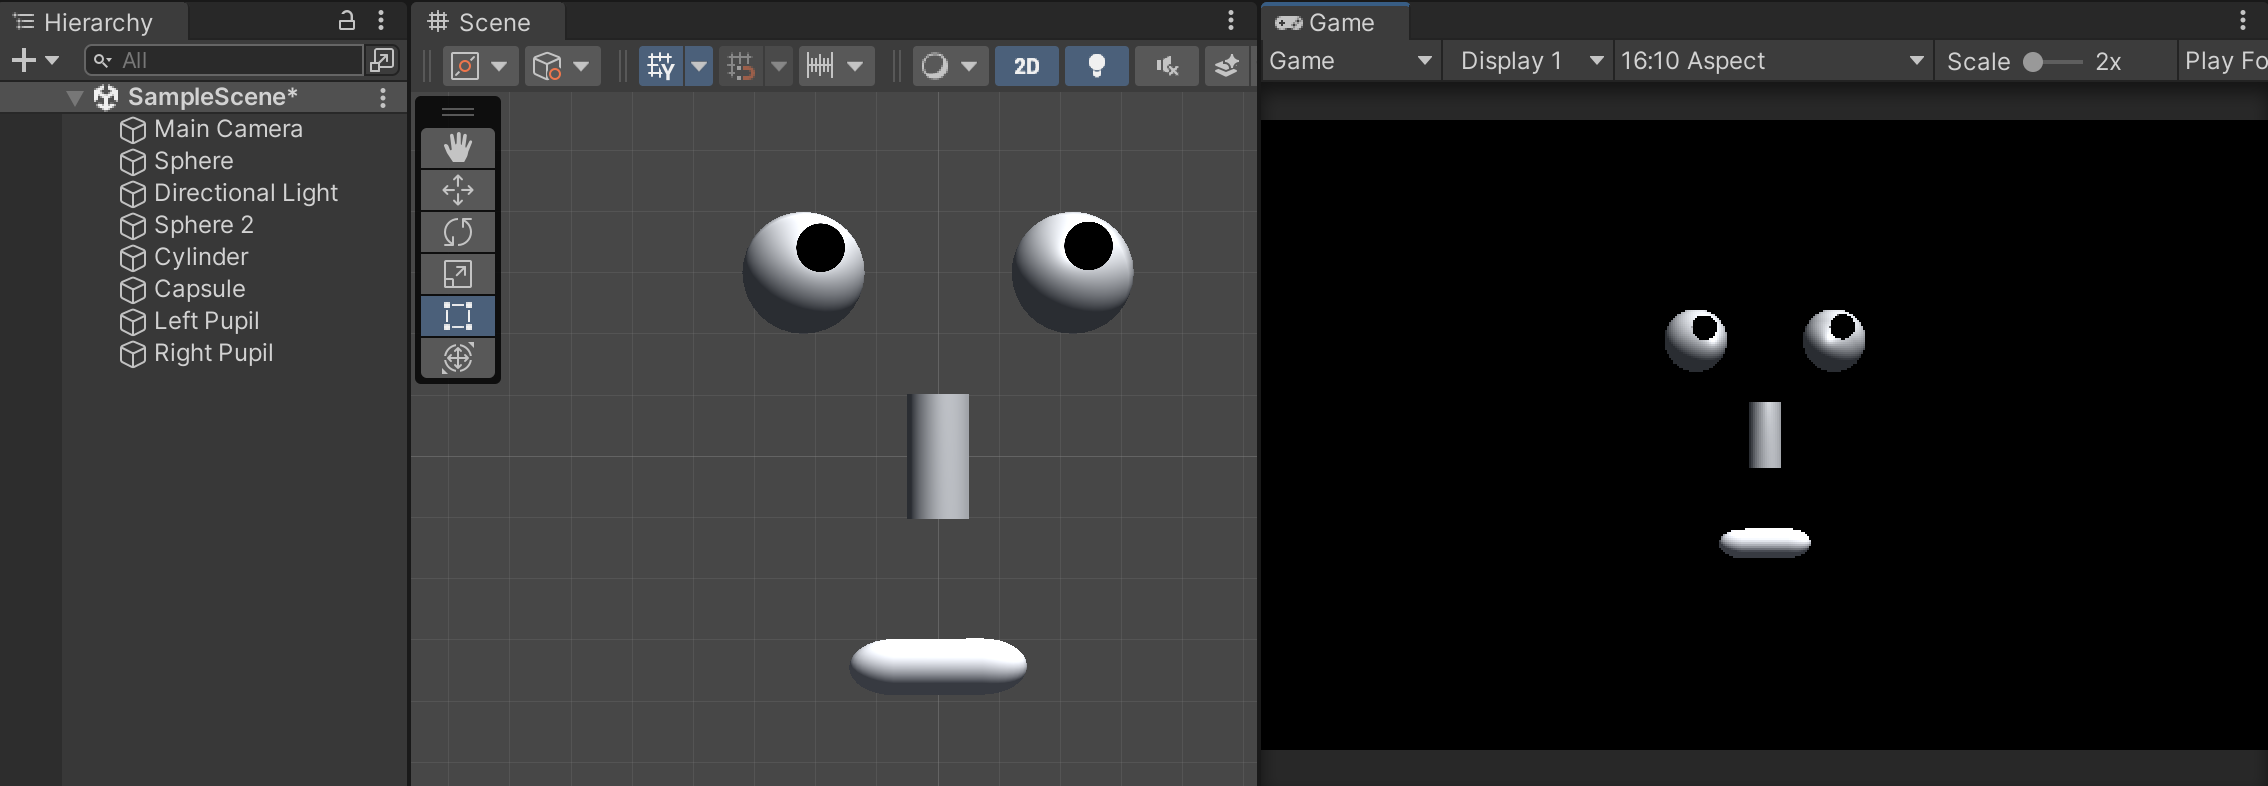 Hierarchy
All
SampleScene*
Main Camera
Sphere
Directional Light
Sphere 2
Cylinder
Capsule
Left Pupil
Right Pupil
Scene
2D
Game
Game Display 1 16:10 Aspect Scale 2x Play Fo